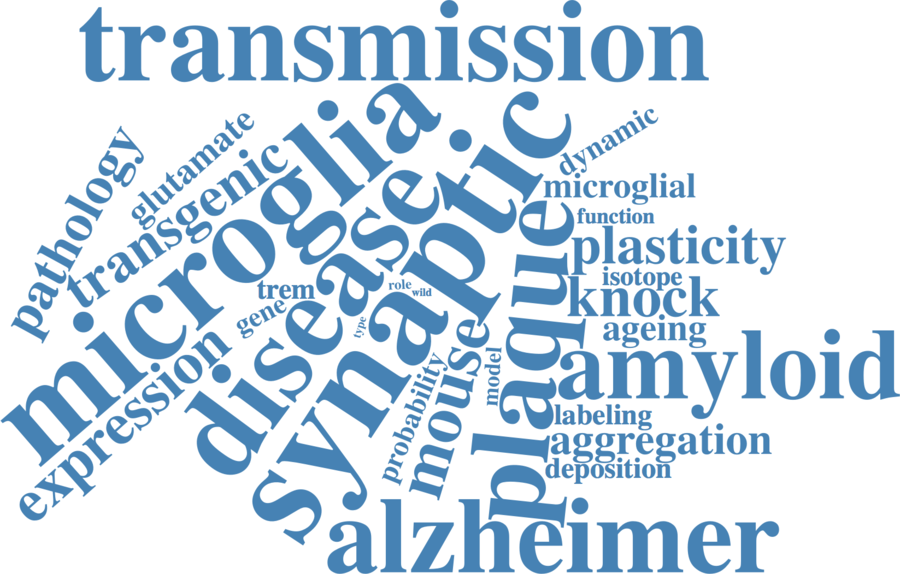 transmission
microglia
synaptic
disease
plaque
dynamic
glutamate
pathology
transgenic
microglial
function
plasticity
isotope
knock
trem
role
wild
gene
type
ageing
amyloid
expression
mouse
model
probability
labeling
aggregation
deposition
alzheimer